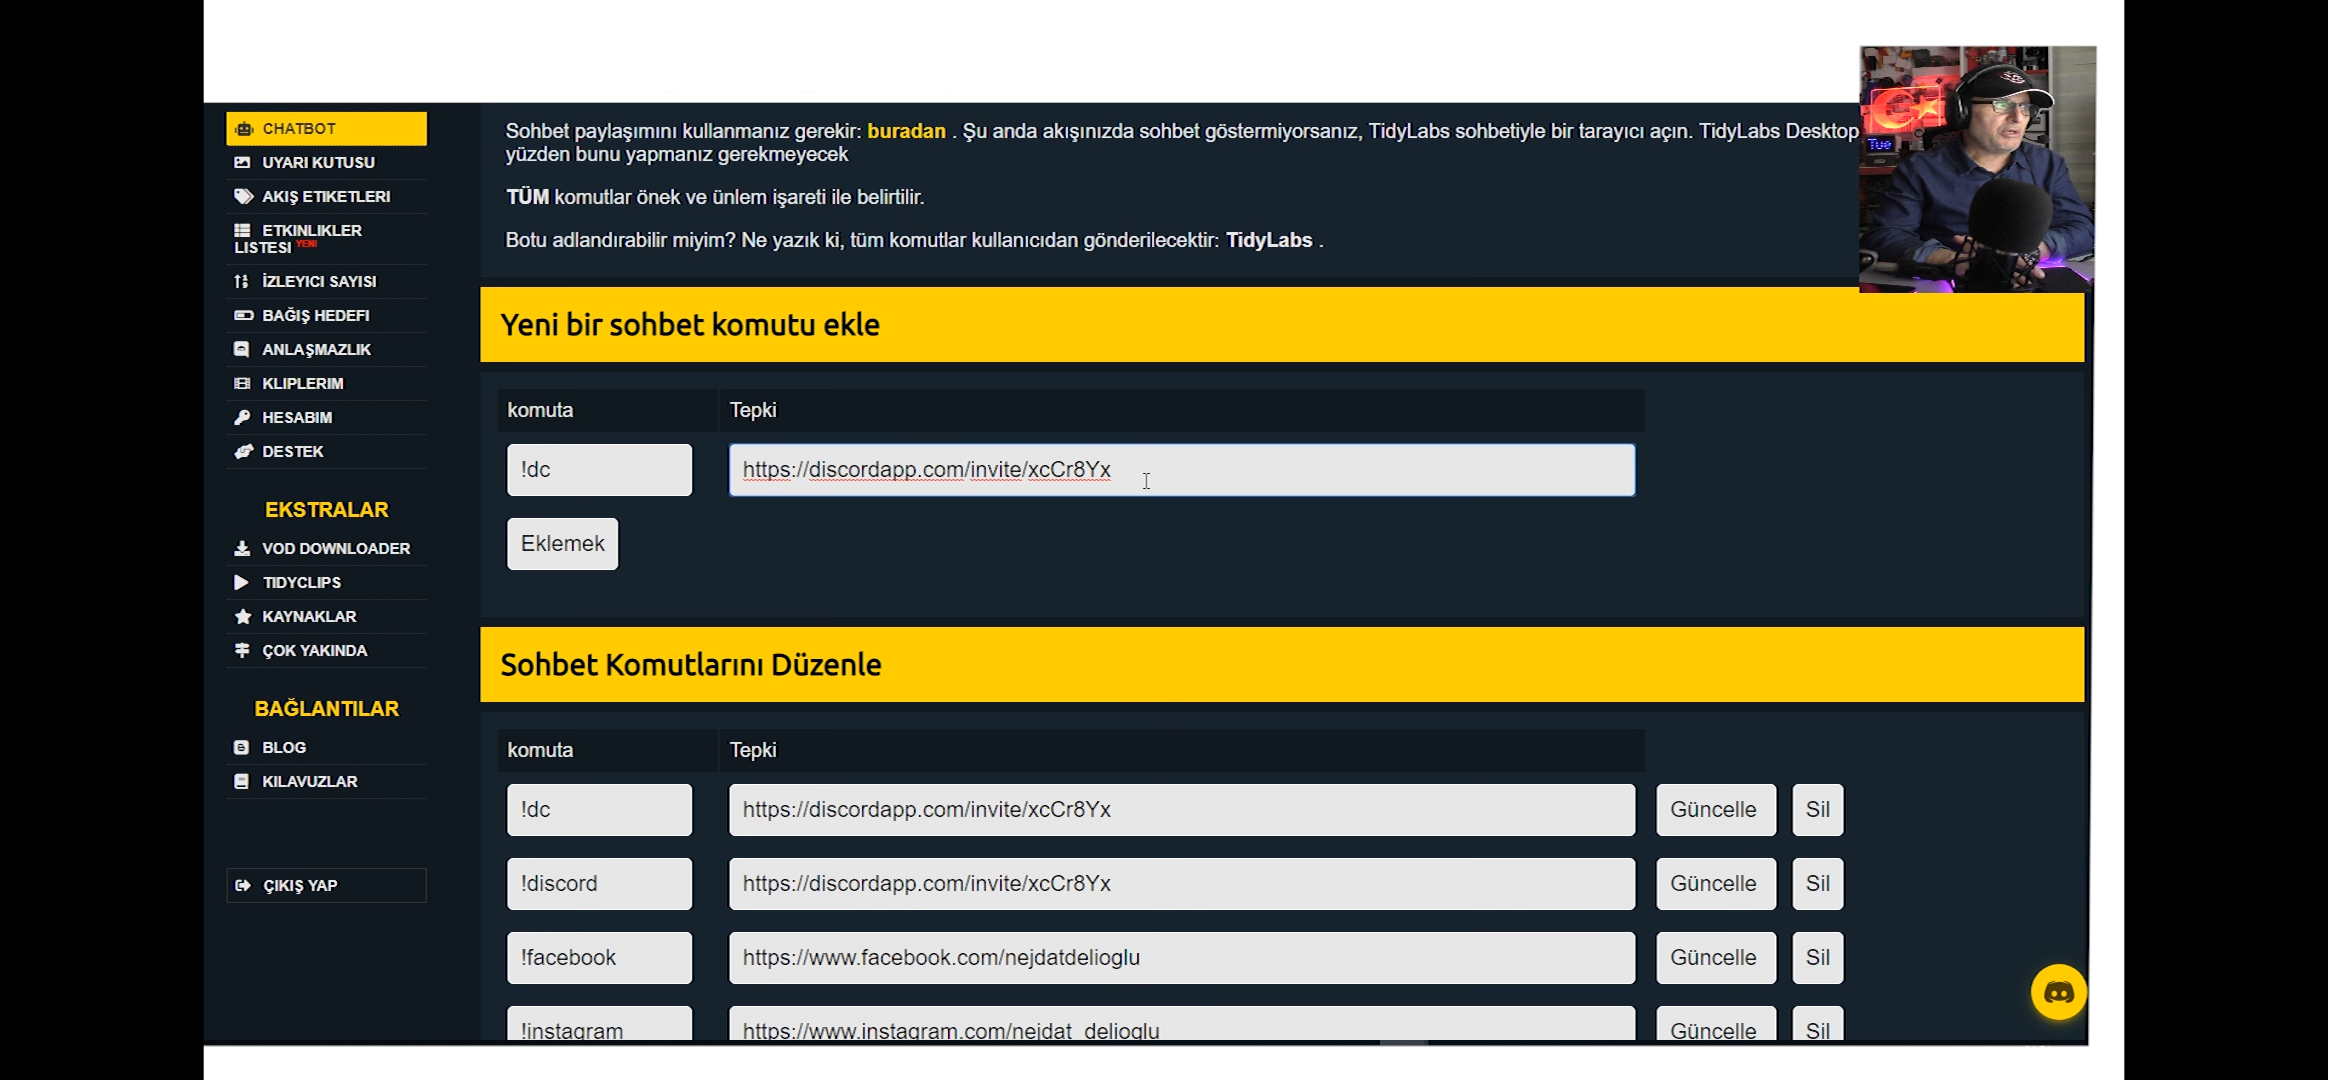 CHATBOT
UYARI KUTUSU
AKIŞ ETIKETLERI
ETKINLIKLER
LISTESI YENI
İZLEYICI SAYISI
BAĞIŞ HEDEFI
ANLAŞMAZLIK
KLIPLERIM
HESABIM
DESTEK
EKSTRALAR
VOD DOWNLOADER
TIDYCLIPS
KAYNAKLAR
ÇOK YAKINDA
BAĞLANTILAR
BLOG
KILAVUZLAR
ÇIKIŞ YAP
Sohbet paylaşımını kullanmanız gerekir: buradan . Şu anda akışınızda sohbet göstermiyorsanız, TidyLabs sohbetiyle bir tarayıcı açın. TidyLabs Desktop
yüzden bunu yapmanız gerekmeyecek
TÜM komutlar önek ve ünlem işareti ile belirtilir.
Botu adlandırabilir miyim? Ne yazık ki, tüm komutlar kullanıcıdan gönderilecektir: TidyLabs .
Tue
Yeni bir sohbet komutu ekle
komuta Tepki
!dc https://discordapp.com/invite/xcCr8Yx
Eklemek
Sohbet Komutlarını Düzenle
komuta Tepki
!dc https://discordapp.com/invite/xcCr8Yx Güncelle Sil
!discord https://discordapp.com/invite/xcCr8Yx Güncelle Sil
!facebook https://www.facebook.com/nejdatdelioglu Güncelle Sil
!instagram https://www.instagram.com/nejdat_delioglu Güncelle Sil